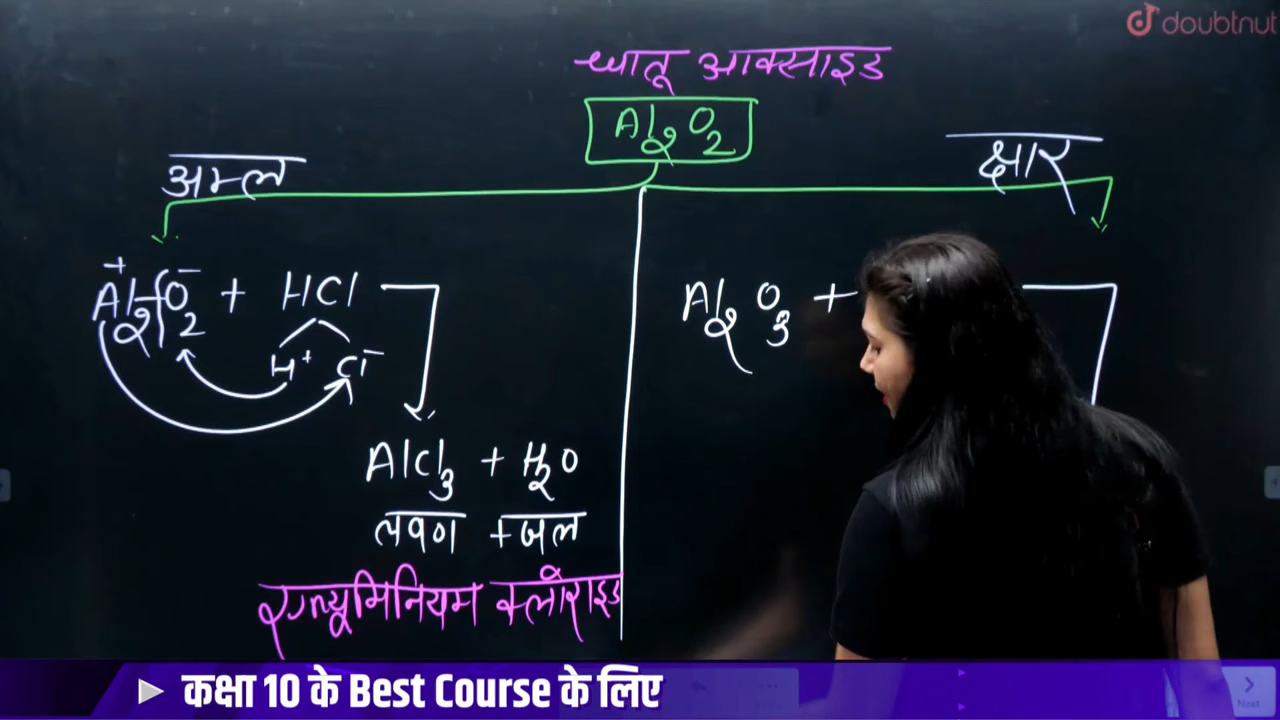 doubtnut
धातू आक्साइड
Al2O2
अम्ल
क्षार
+ -
Al2O2 + HCl
H+ Cl-
AlCl3 + H2O
लवण + जल
एल्यूमिनियम क्लोराइड
Al2O3 +
कक्षा 10 के Best Course के लिए
Next